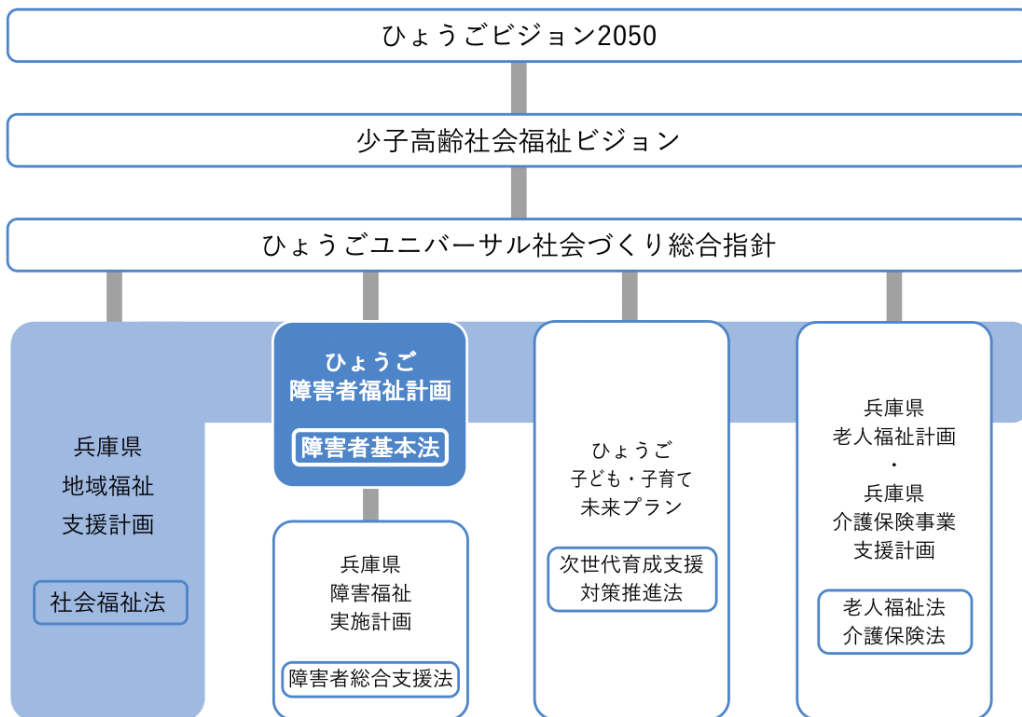 ひょうごビジョン2050
少子高齢社会福祉ビジョン
ひょうごユニバーサル社会づくり総合指針
兵庫県
地域福祉
支援計画
社会福祉法
ひょうご
障害者福祉計画
障害者基本法
兵庫県
障害福祉
実施計画
障害者総合支援法
ひょうご
子ども・子育て
未来プラン
次世代育成支援
対策推進法
兵庫県
老人福祉計画
・
兵庫県
介護保険事業
支援計画
老人福祉法
介護保険法